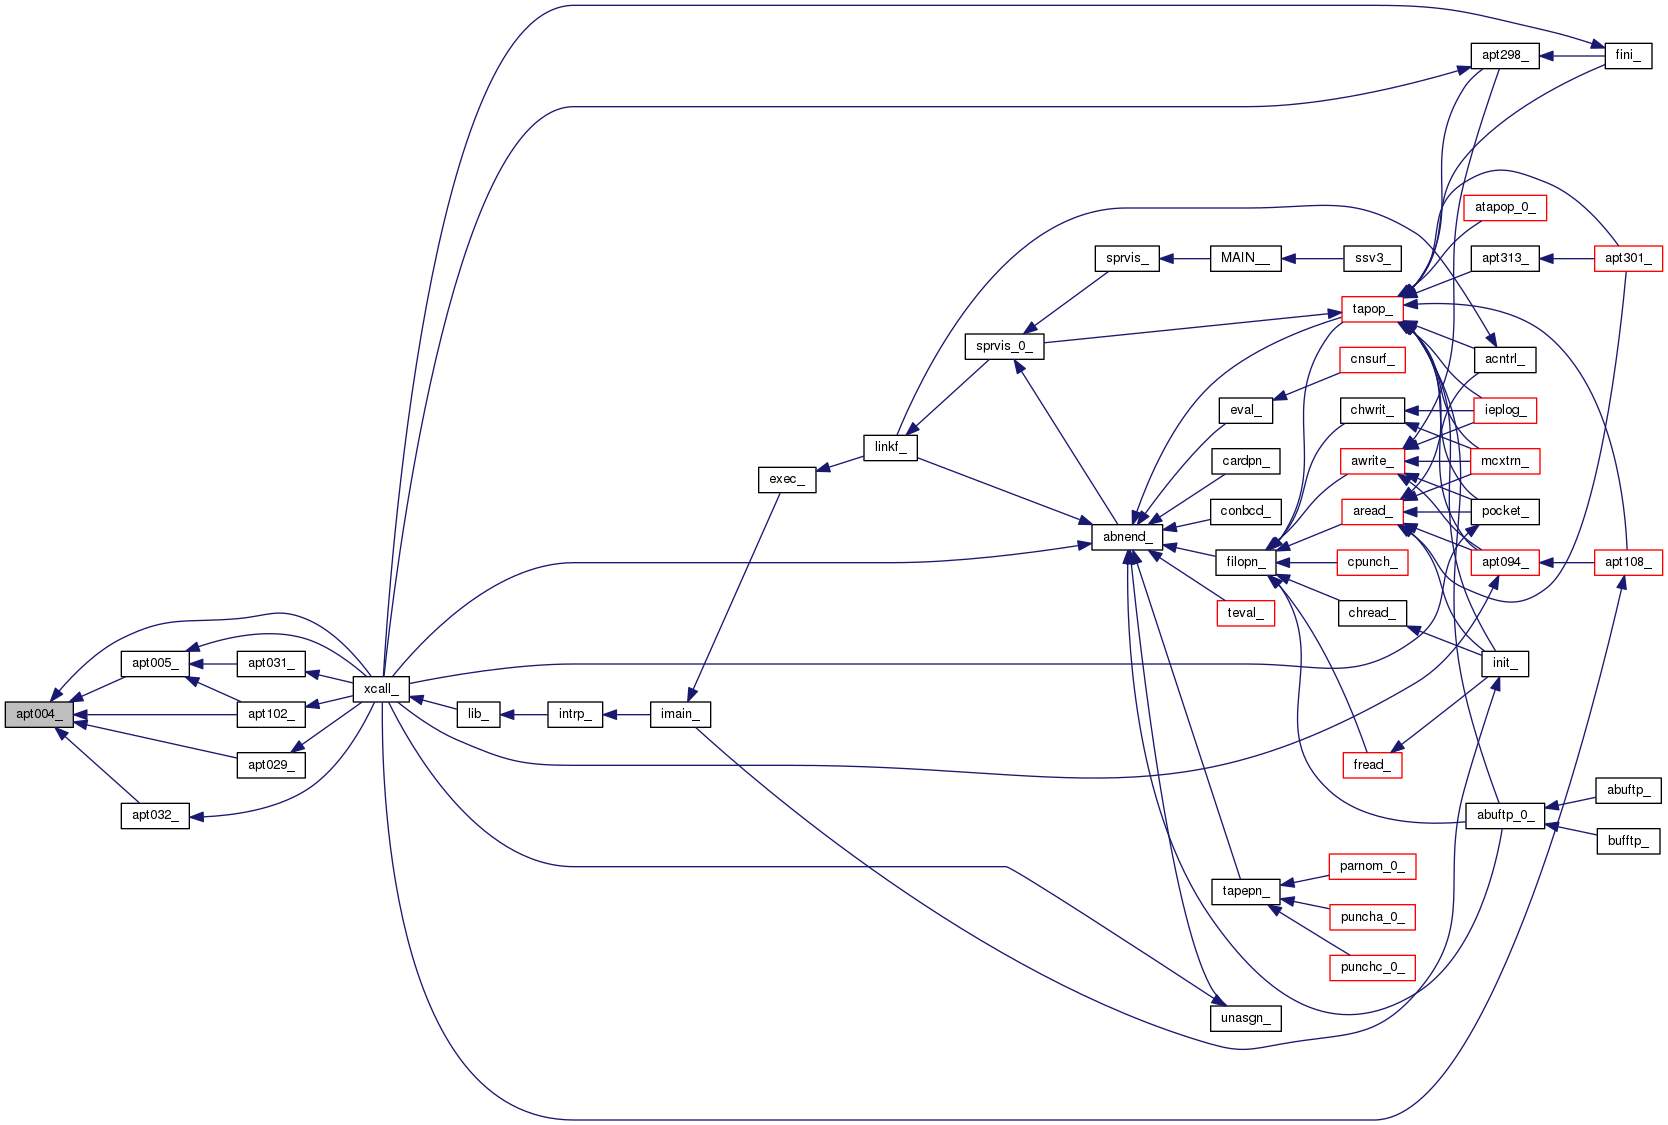 apt004_
apt005_
apt032_
apt031_
apt102_
apt029_
xcall_
lib_
intrp_
imain_
exec_
linkf_
sprvis_0_
sprvis_
abnend_
MAIN__
eval_
cardpn_
conbcd_
filopn_
teval_
tapepn_
unasgn_
ssv3_
tapop_
cnsurf_
chwrit_
awrite_
aread_
cpunch_
chread_
fread_
parnom_0_
puncha_0_
punchc_0_
apt298_
atapop_0_
apt313_
acntrl_
ieplog_
mcxtrn_
pocket_
apt094_
init_
abuftp_0_
fini_
apt301_
apt108_
abuftp_
bufftp_